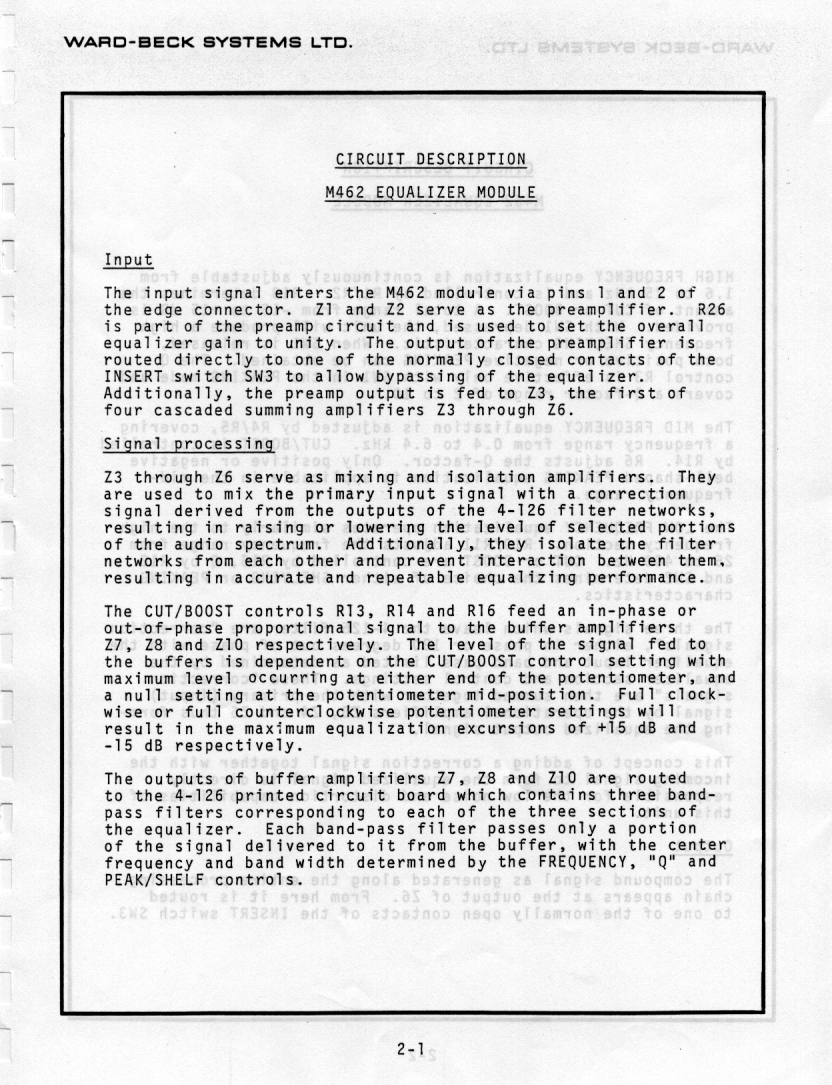 WARD-BECK SYSTEMS LTD.
CIRCUIT DESCRIPTION
M462 EQUALIZER MODULE
Input
The input signal enters the M462 module via pins 1 and 2 of
the edge connector.  Z1 and Z2 serve as the preamplifier.  R26
is part of the preamp circuit and is used to set the overall
equalizer gain to unity.  The output of the preamplifier is
routed directly to one of the normally closed contacts of the
INSERT switch SW3 to allow bypassing of the equalizer.
Additionally, the preamp output is fed to Z3, the first of
four cascaded summing amplifiers Z3 through Z6.
Signal processing
Z3 through Z6 serve as mixing and isolation amplifiers.  They
are used to mix the primary input signal with a correction
signal derived from the outputs of the 4-126 filter networks,
resulting in raising or lowering the level of selected portions
of the audio spectrum.  Additionally, they isolate the filter
networks from each other and prevent interaction between them,
resulting in accurate and repeatable equalizing performance.
The CUT/BOOST controls R13, R14 and R16 feed an in-phase or
out-of-phase proportional signal to the buffer amplifiers
Z7, Z8 and Z10 respectively.  The level of the signal fed to
the buffers is dependent on the CUT/BOOST control setting with
maximum level occurring at either end of the potentiometer, and
a null setting at the potentiometer mid-position.  Full clock-
wise or full counterclockwise potentiometer settings will
result in the maximum equalization excursions of +15 dB and
-15 dB respectively.
The outputs of buffer amplifiers Z7, Z8 and Z10 are routed
to the 4-126 printed circuit board which contains three band-
pass filters corresponding to each of the three sections of
the equalizer.  Each band-pass filter passes only a portion
of the signal delivered to it from the buffer, with the center
frequency and band width determined by the FREQUENCY, "Q" and
PEAK/SHELF controls.
2-1